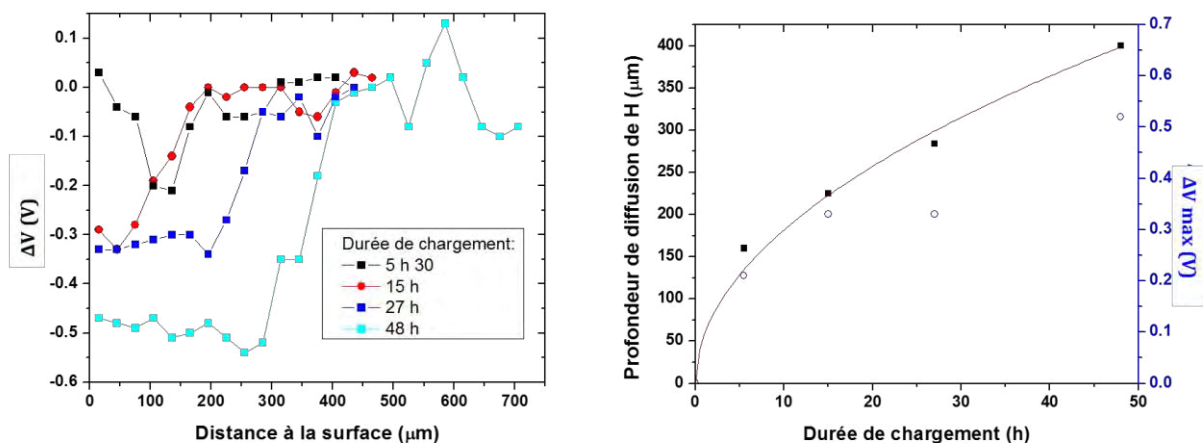 0.1
0.0
-0.1
-0.2
-0.3
-0.4
-0.5
-0.6
ΔV (V)
0 100 200 300 400 500 600 700
Distance à la surface (μm)
Durée de chargement:
5 h 30
15 h
27 h
48 h
400
350
300
250
200
150
100
50
0
Profondeur de diffusion de H (μm)
0 10 20 30 40 50
Durée de chargement (h)
0.7
0.6
0.5
0.4
0.3
0.2
0.1
0.0
ΔV max (V)